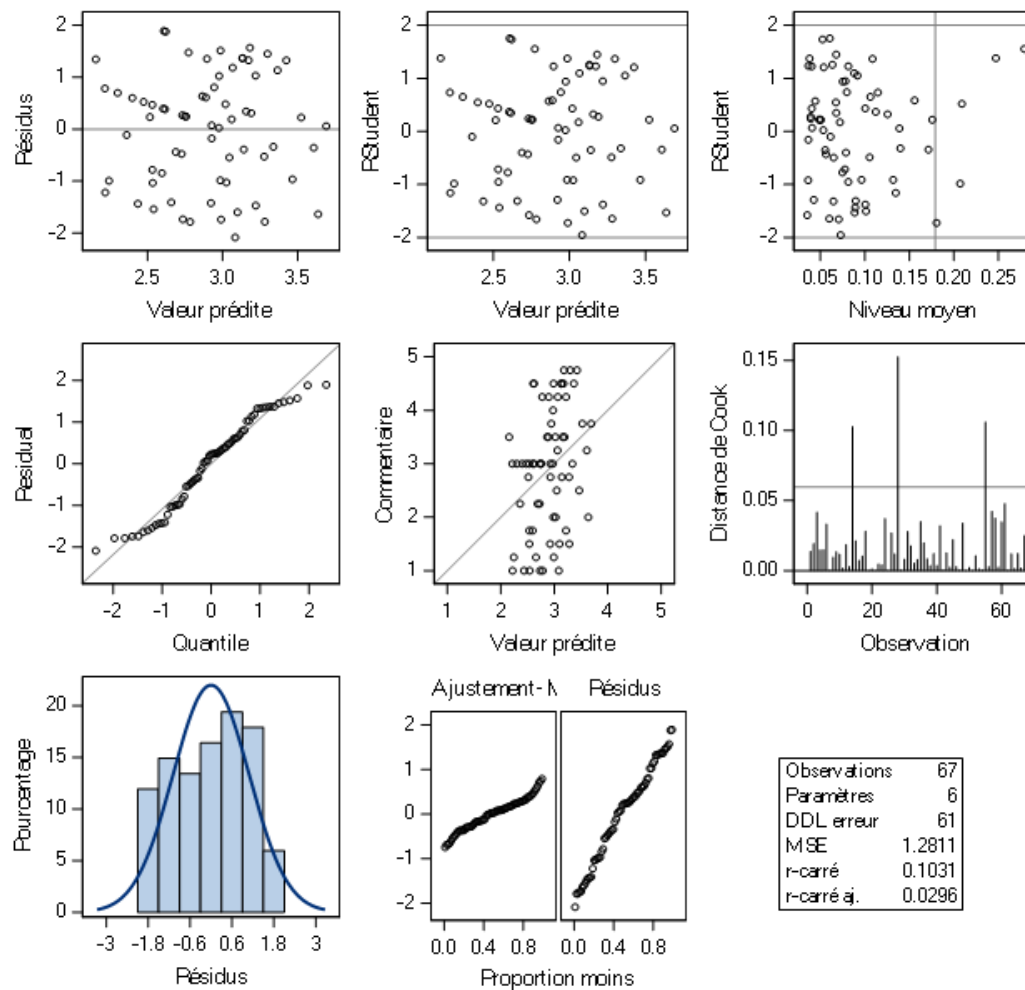 Résidus
2
1
0
-1
-2
2.5 3.0 3.5
Valeur prédite
RStudent
2
1
0
-1
-2
2.5 3.0 3.5
Valeur prédite
RStudent
2
1
0
-1
-2
0.05 0.10 0.15 0.20 0.25
Niveau moyen
Residual
2
1
0
-1
-2
-2 -1 0 1 2
Quantile
Commentaire
5
4
3
2
1
1 2 3 4 5
Valeur prédite
Distance de Cook
0.15
0.10
0.05
0.00
0 20 40 60
Observation
Pourcentage
20
15
10
5
0
-3 -1.8 -0.6 0.6 1.8 3
Résidus
Ajustement-M
Résidus
2
1
0
-1
-2
0.0 0.4 0.8 0.0 0.4 0.8
Proportion moins
Observations 67
Paramètres 6
DDL erreur 61
MSE 1.2811
r-carré 0.1031
r-carré aj. 0.0296